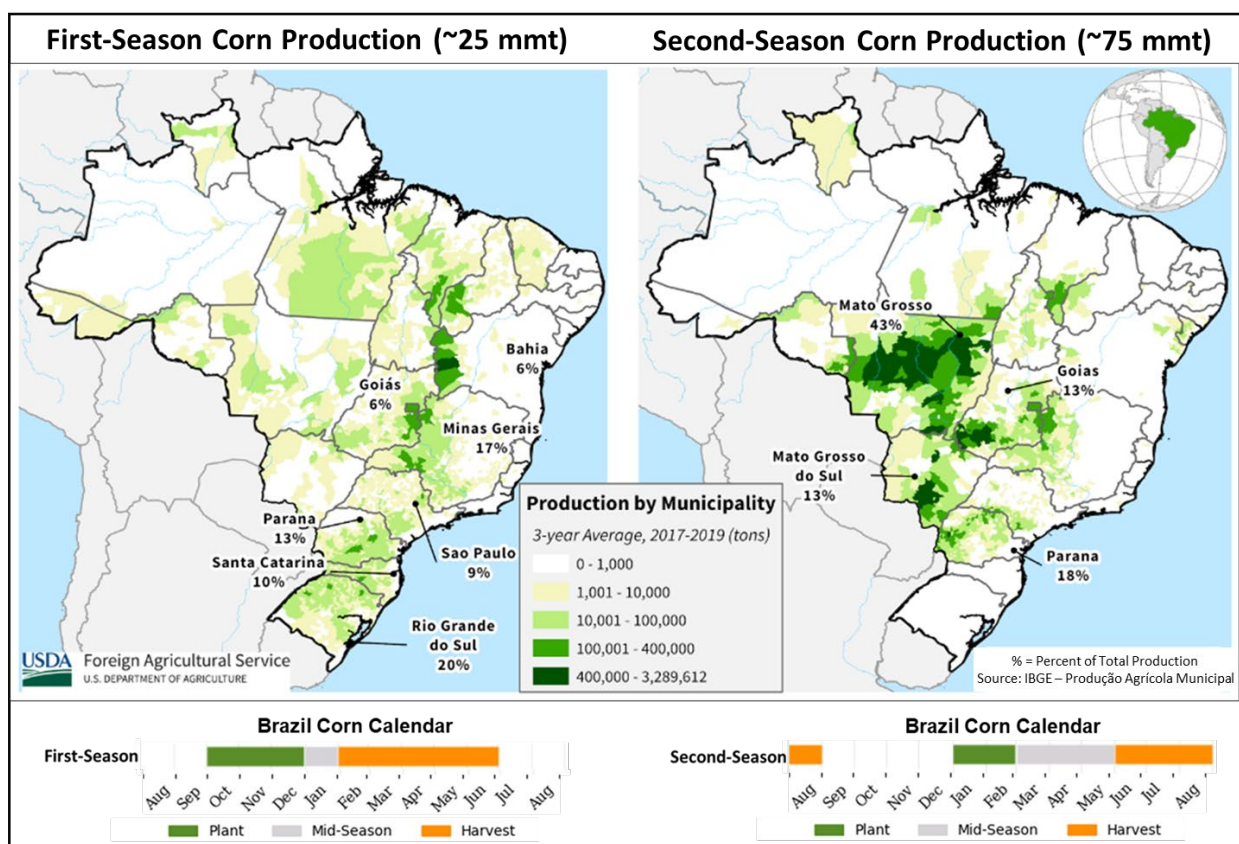 First-Season Corn Production (~25 mmt)
Second-Season Corn Production (~75 mmt)
Bahia
6%
Goiás
6%
Minas Gerais
17%
Parana
13%
Santa Catarina
10%
Sao Paulo
9%
Rio Grande
do Sul
20%
USDA
Foreign Agricultural Service
U.S. DEPARTMENT OF AGRICULTURE
Mato Grosso
43%
Goias
13%
Mato Grosso
do Sul
13%
Parana
18%
Production by Municipality
3-year Average, 2017-2019 (tons)
0 - 1,000
1,001 - 10,000
10,001 - 100,000
100,001 - 400,000
400,000 - 3,289,612
% = Percent of Total Production
Source: IBGE – Produção Agrícola Municipal
Brazil Corn Calendar
First-Season
Aug Sep Oct Nov Dec Jan Feb Mar Apr May Jun Jul Aug
Plant Mid-Season Harvest
Brazil Corn Calendar
Second-Season
Aug Sep Oct Nov Dec Jan Feb Mar Apr May Jun Jul Aug
Plant Mid-Season Harvest